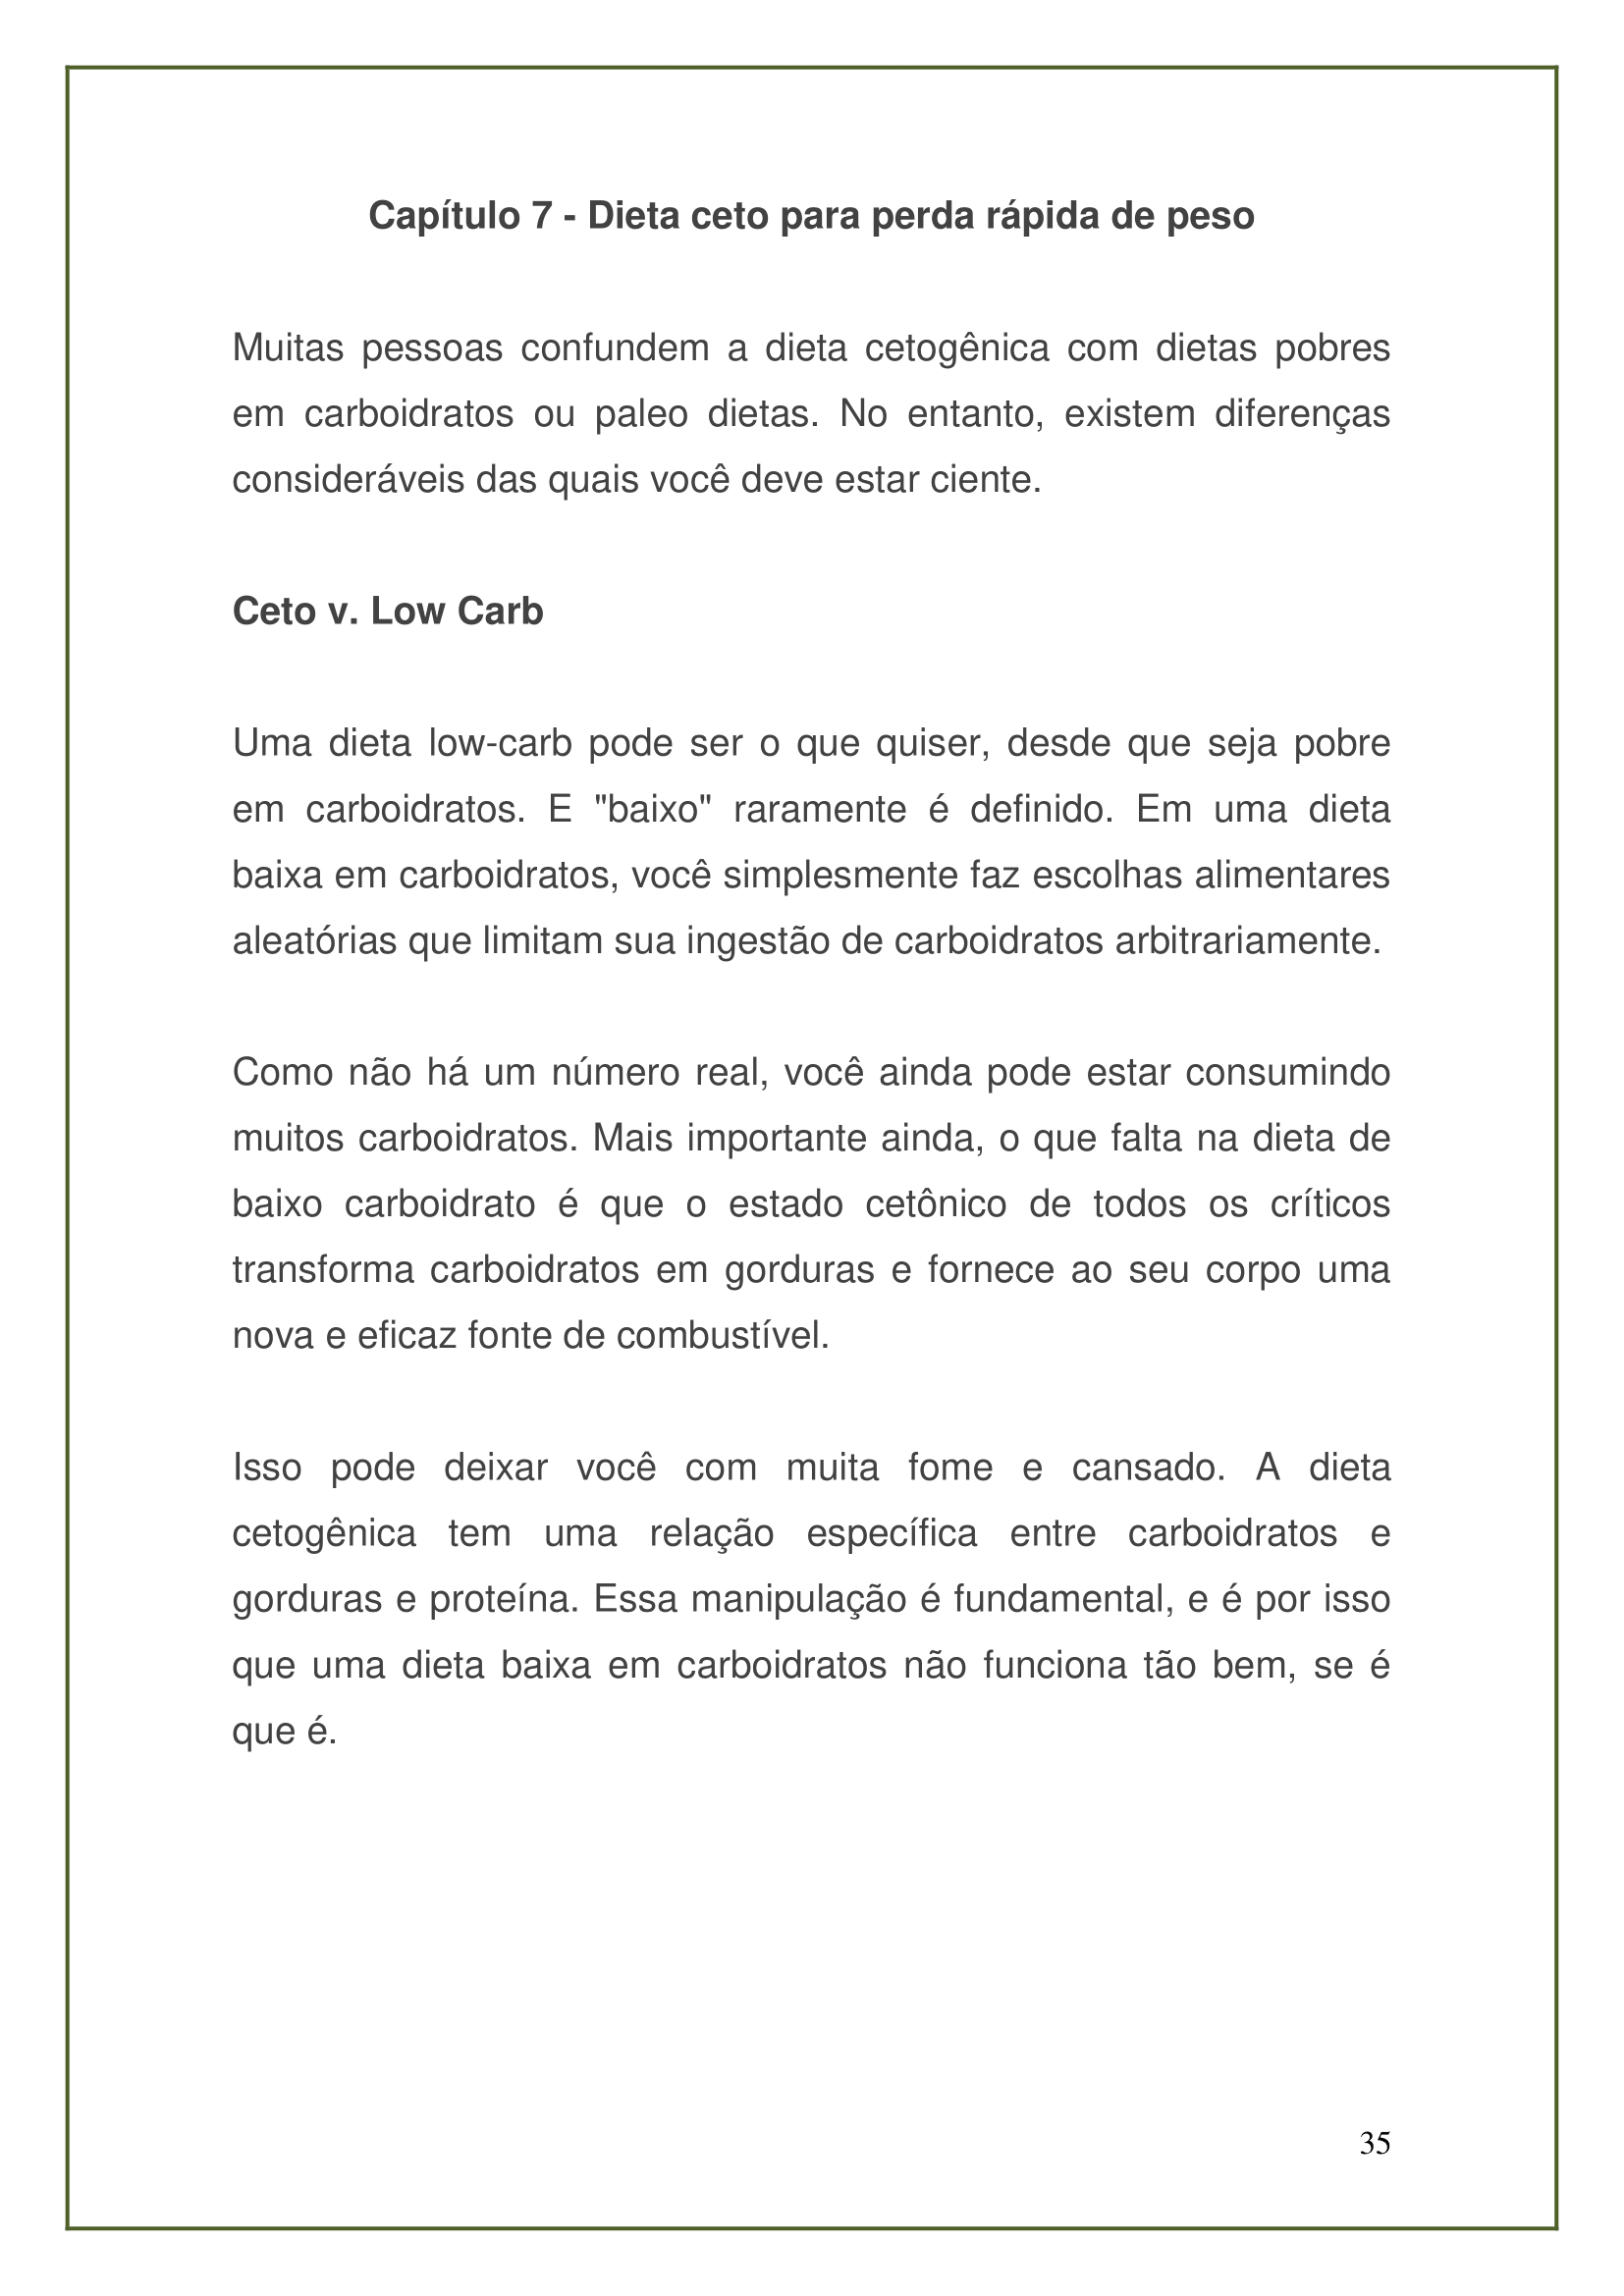 Capítulo 7 - Dieta ceto para perda rápida de peso
Muitas pessoas confundem a dieta cetogênica com dietas pobres
em carboidratos ou paleo dietas. No entanto, existem diferenças
consideráveis das quais você deve estar ciente.
Ceto v. Low Carb
Uma dieta low-carb pode ser o que quiser, desde que seja pobre
em carboidratos. E "baixo" raramente é definido. Em uma dieta
baixa em carboidratos, você simplesmente faz escolhas alimentares
aleatórias que limitam sua ingestão de carboidratos arbitrariamente.
Como não há um número real, você ainda pode estar consumindo
muitos carboidratos. Mais importante ainda, o que falta na dieta de
baixo carboidrato é que o estado cetônico de todos os críticos
transforma carboidratos em gorduras e fornece ao seu corpo uma
nova e eficaz fonte de combustível.
Isso pode deixar você com muita fome e cansado. A dieta
cetogênica tem uma relação específica entre carboidratos e
gorduras e proteína. Essa manipulação é fundamental, e é por isso
que uma dieta baixa em carboidratos não funciona tão bem, se é
que é.
35